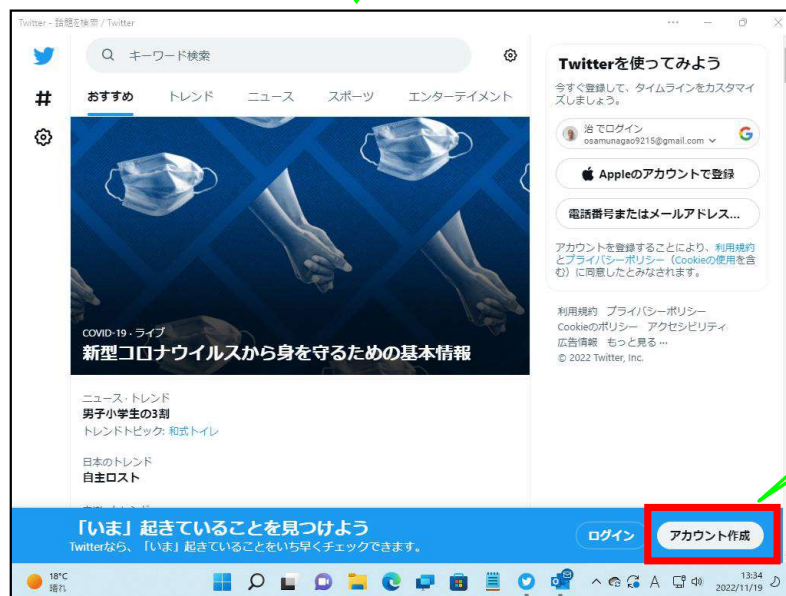 Twitter - 話題を検索 / Twitter
キーワード検索
おすすめ トレンド ニュース スポーツ エンターテイメント
COVID-19・ライブ
新型コロナウイルスから身を守るための基本情報
ニュース・トレンド
男子小学生の3割
トレンドトピック: 和式トイレ
日本のトレンド
自主ロスト
Twitterを使ってみよう
今すぐ登録して、タイムラインをカスタマイ
ズしましょう。
治 でログイン
osamunagao9215@gmail.com
Appleのアカウントで登録
電話番号またはメールアドレス...
アカウントを登録することにより、利用規約
とプライバシーポリシー（Cookieの使用を含
む）に同意したとみなされます。
利用規約 プライバシーポリシー
Cookieのポリシー アクセシビリティ
広告情報 もっと見る ...
© 2022 Twitter, Inc.
「いま」起きていることを見つけよう
Twitterなら、「いま」起きていることをいち早くチェックできます。
ログイン
アカウント作成
18°C
晴れ
A
13:34
2022/11/19